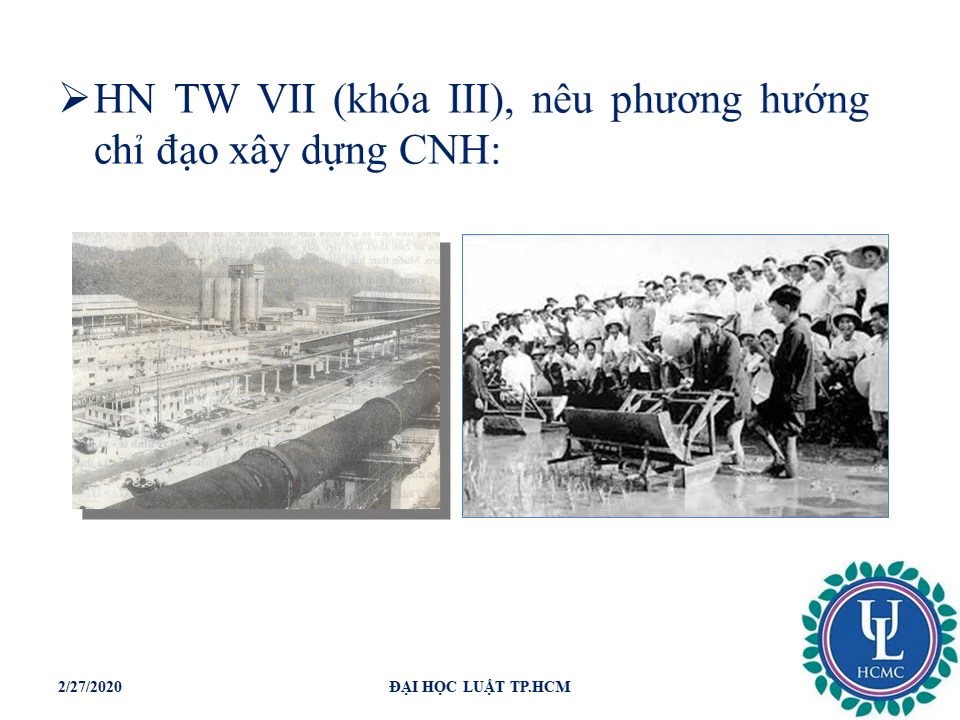 ➢HN TW VII (khóa III), nêu phương hướng
chỉ đạo xây dựng CNH:
2/27/2020
ĐẠI HỌC LUẬT TP.HCM
UL
HCMC